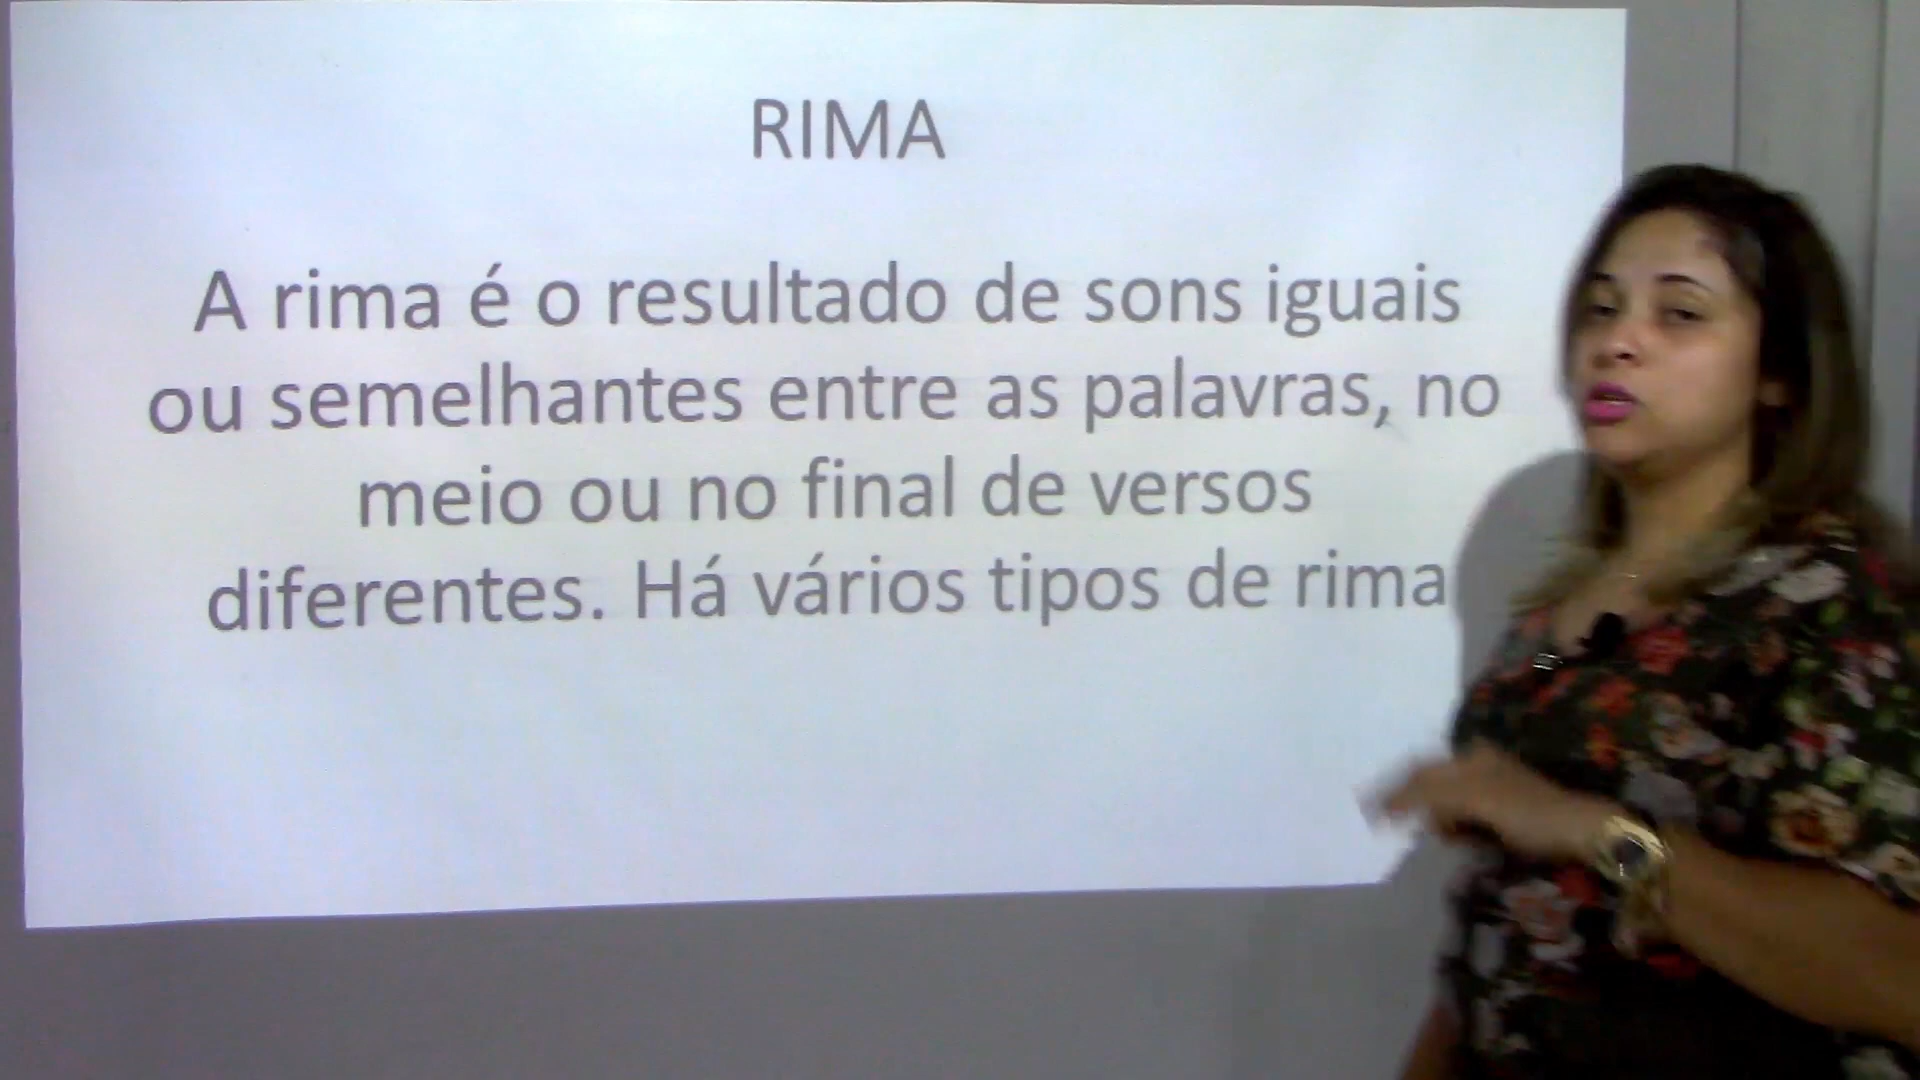 RIMA
A rima é o resultado de sons iguais
ou semelhantes entre as palavras, no
meio ou no final de versos
diferentes. Há vários tipos de rima